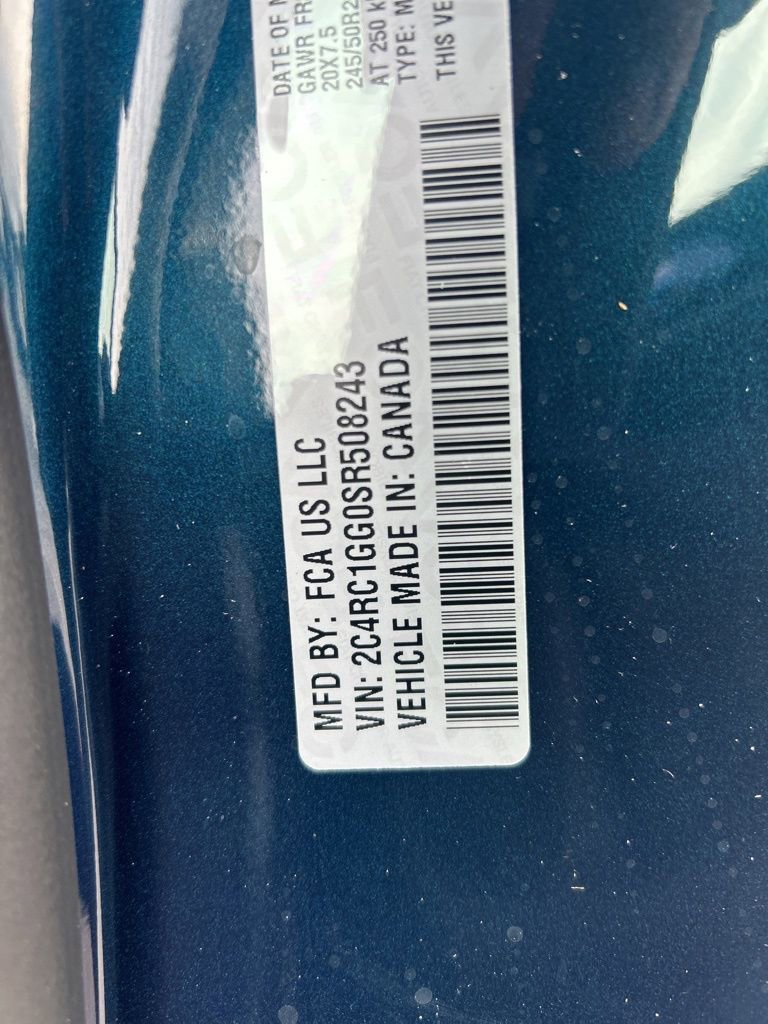 MFD BY: FCA US LLC
VIN: 2C4RC1GG0SR508243
VEHICLE MADE IN: CANADA
DATE OF
GAWR FR
20X7.5
245/50R2
AT 250 k
TYPE: M
THIS VE